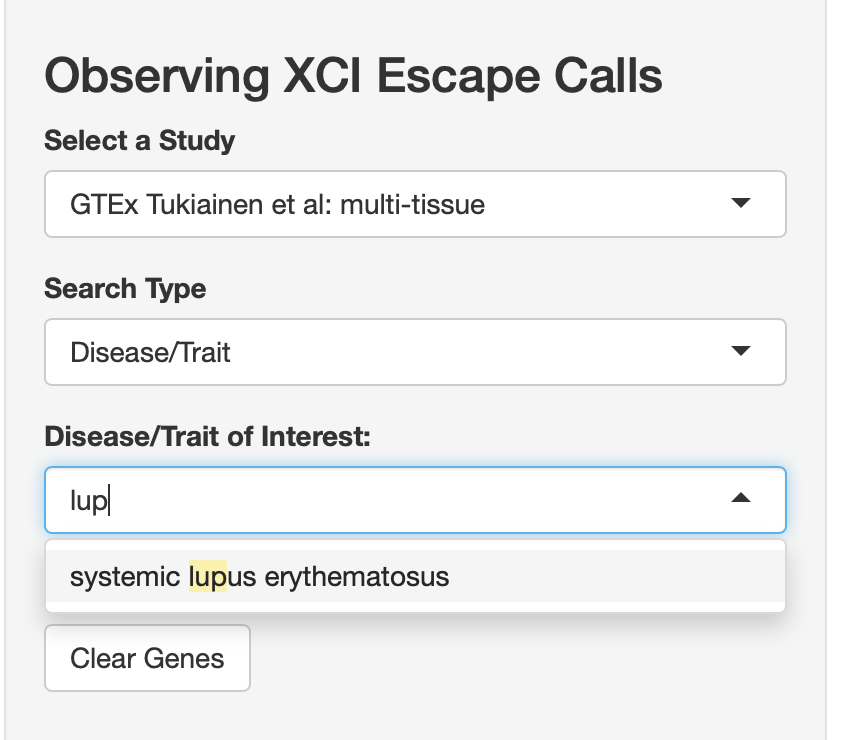 Observing XCI Escape Calls
Select a Study
GTEx Tukiainen et al: multi-tissue
Search Type
Disease/Trait
Disease/Trait of Interest:
lup
systemic lupus erythematosus
Clear Genes